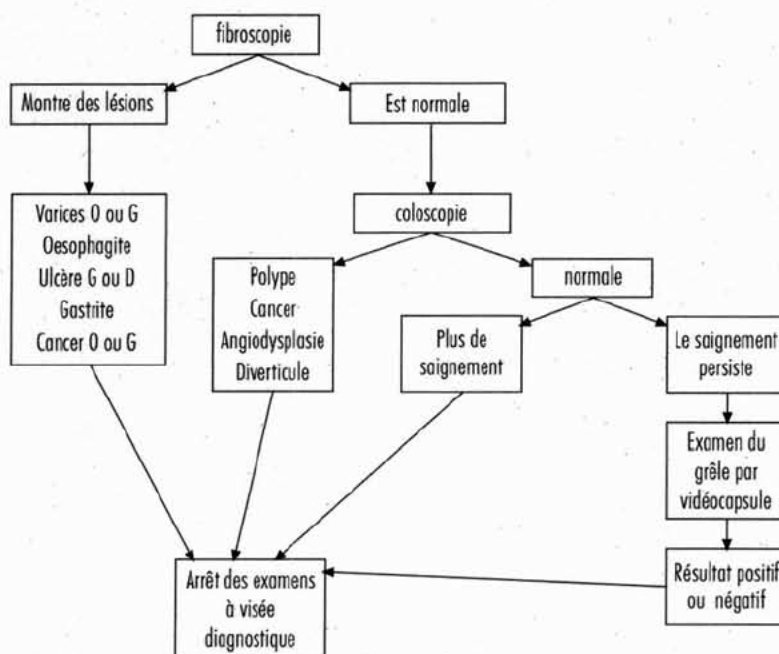 fibroscopie
Montre des lésions
Est normale
Varices O ou G
Oesophagite
Ulcère G ou D
Gastrite
Cancer O ou G
coloscopie
Polype
Cancer
Angiodysplasie
Diverticule
normale
Plus de
saignement
Le saignement
persiste
Examen du
grêle par
vidéocapsule
Résultat positif
ou négatif
Arrêt des examens
à visée
diagnostique